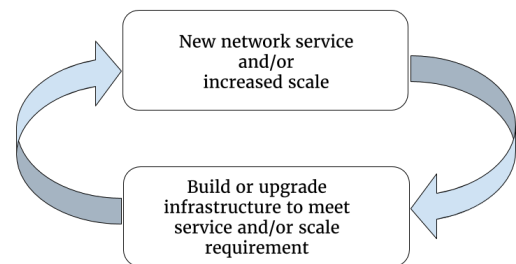 New network service
and/or
increased scale
Build or upgrade
infrastructure to meet
service and/or scale
requirement